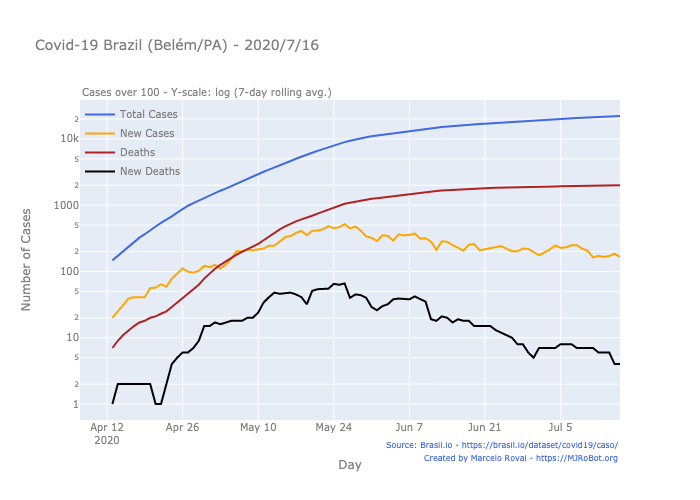 Covid-19 Brazil (Belém/PA) - 2020/7/16
Cases over 100 - Y-scale: log (7-day rolling avg.)
Total Cases
New Cases
Deaths
New Deaths
2
10k
5
2
1000
5
2
100
5
2
10
5
2
1
Number of Cases
Apr 12
2020
Apr 26
May 10
May 24
Jun 7
Jun 21
Jul 5
Day
Source: Brasil.io - https://brasil.io/dataset/covid19/caso/
Created by Marcelo Rovai - https://MJRoBot.org